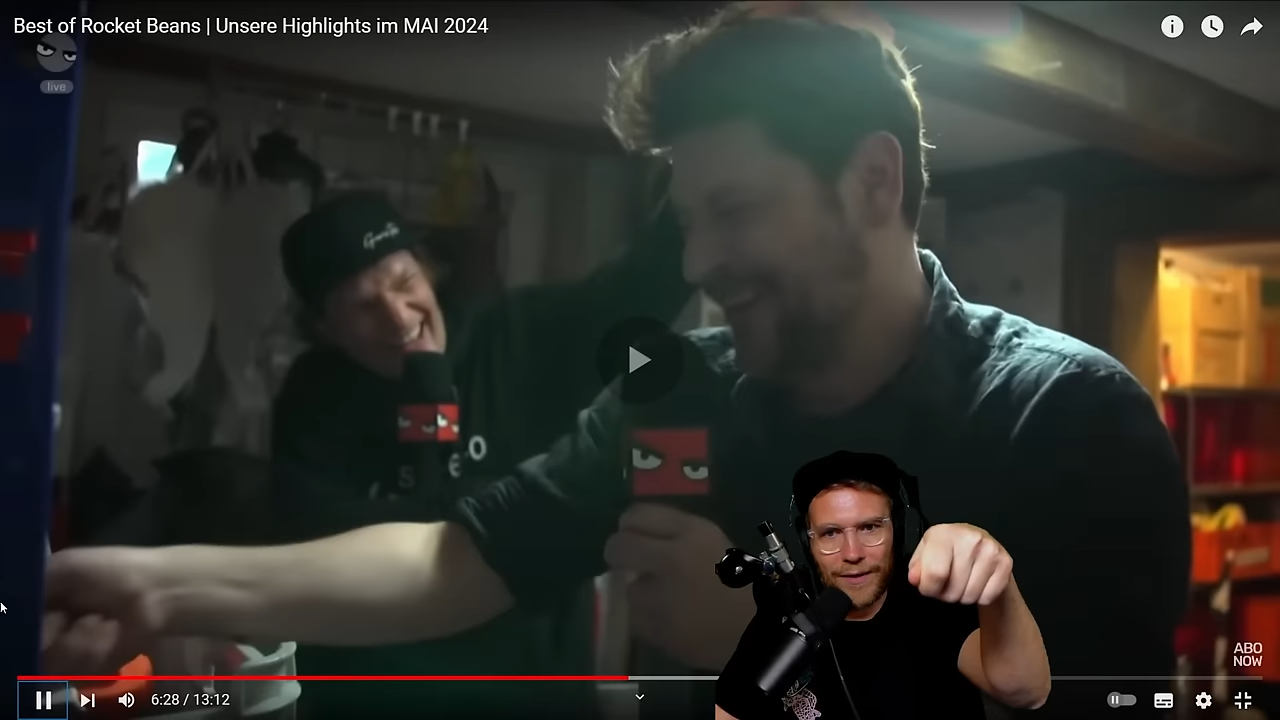 Best of Rocket Beans | Unsere Highlights im MAI 2024
live
ABO
NOW
6:28 / 13:12